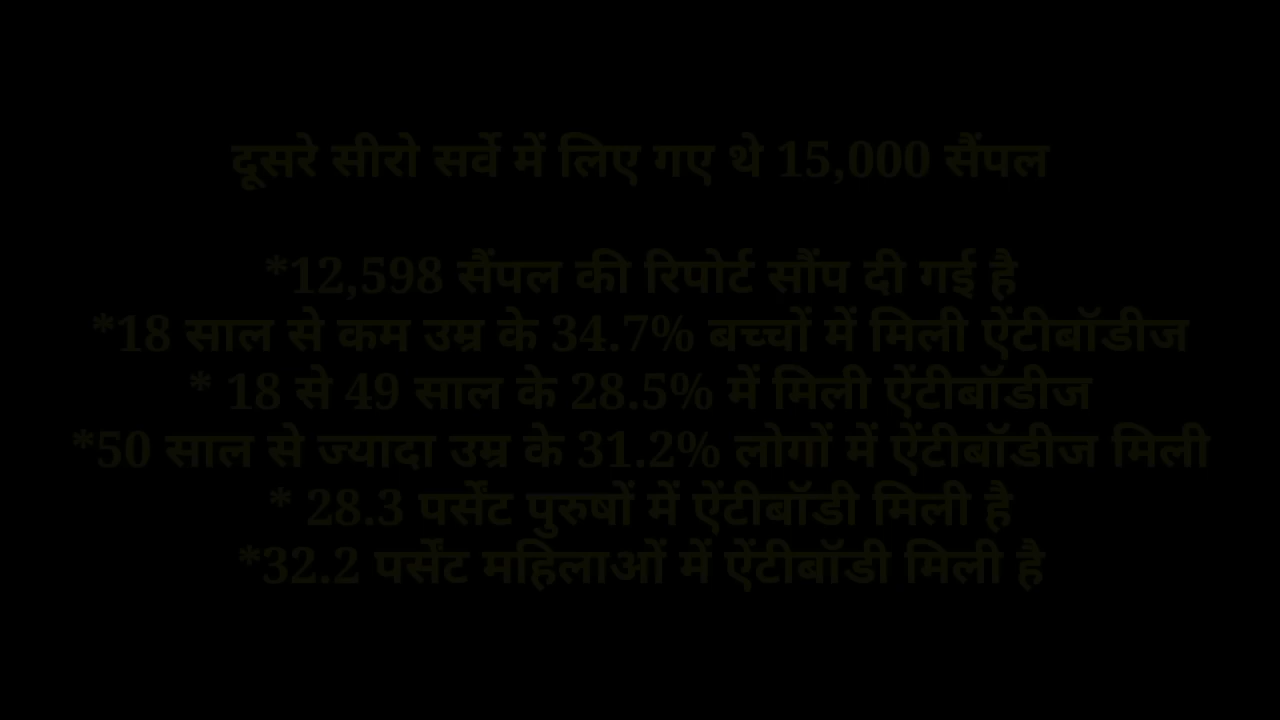 दूसरे सीरो सर्वे में लिए गए थे 15,000 सैंपल
*12,598 सैंपल की रिपोर्ट सौंप दी गई है
*18 साल से कम उम्र के 34.7% बच्चों में मिली ऐंटीबॉडीज
* 18 से 49 साल के 28.5% में मिली ऐंटीबॉडीज
*50 साल से ज्यादा उम्र के 31.2% लोगों में ऐंटीबॉडीज मिली
* 28.3 पर्सेंट पुरुषों में ऐंटीबॉडी मिली है
*32.2 पर्सेंट महिलाओं में ऐंटीबॉडी मिली है